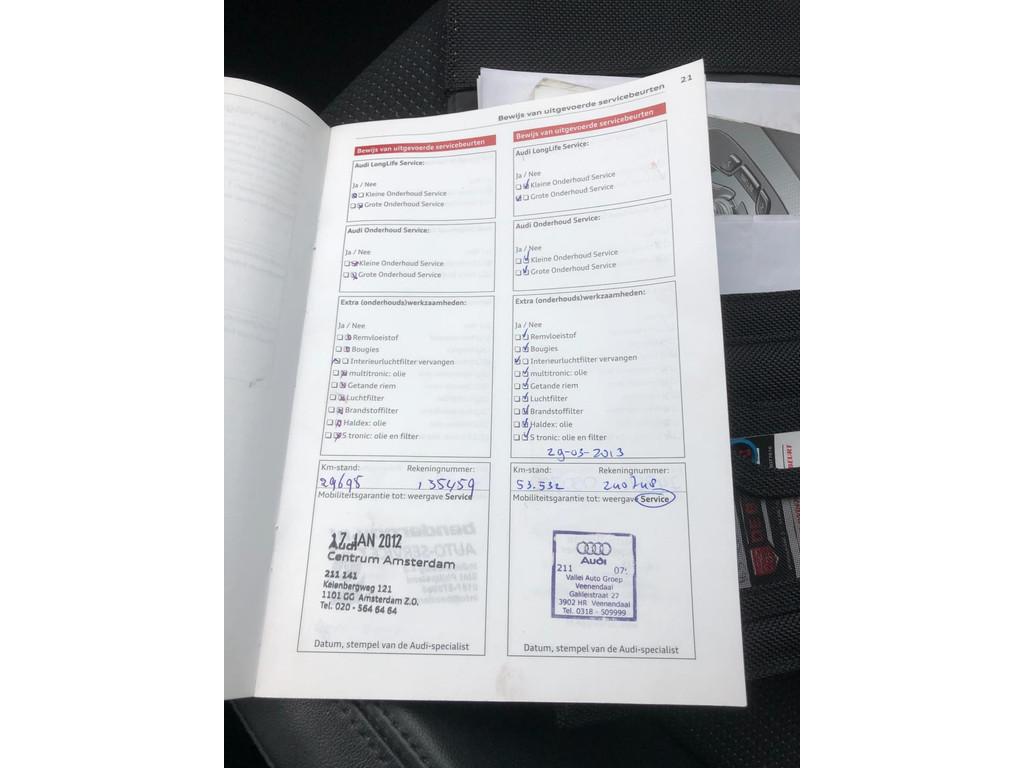 Bewijs van uitgevoerde servicebeurten 21
Bewijs van uitgevoerde servicebeurten
Audi LongLife Service:
Ja / Nee
Kleine Onderhoud Service
Grote Onderhoud Service
Audi Onderhoud Service:
Ja / Nee
Kleine Onderhoud Service
Grote Onderhoud Service
Extra (onderhouds)werkzaamheden:
Ja / Nee
Remvloeistof
Bougies
Interieurluchtfilter vervangen
multitronic: olie
Getande riem
Luchtfilter
Brandstoffilter
Haldex: olie
S tronic: olie en filter
Km-stand: Rekeningnummer:
29695 135459
Mobiliteitsgarantie tot: weergave Service
17 JAN 2012
Audi
Centrum Amsterdam
211 141
Keienbergweg 121
1101 GG Amsterdam Z.O.
Tel. 020 - 564 64 64
Datum, stempel van de Audi-specialist
Bewijs van uitgevoerde servicebeurten
Audi LongLife Service:
Ja / Nee
Kleine Onderhoud Service
Grote Onderhoud Service
Audi Onderhoud Service:
Ja / Nee
Kleine Onderhoud Service
Grote Onderhoud Service
Extra (onderhouds)werkzaamheden:
Ja / Nee
Remvloeistof
Bougies
Interieurluchtfilter vervangen
multitronic: olie
Getande riem
Luchtfilter
Brandstoffilter
Haldex: olie
S tronic: olie en filter
29-03-2013
Km-stand: Rekeningnummer:
53.532 240748
Mobiliteitsgarantie tot: weergave Service
Audi
211 07
Vallei Auto Groep
Veenendaal
Galileistraat 27
3902 HR Veenendaal
Tel. 0318 - 509999
Datum, stempel van de Audi-specialist